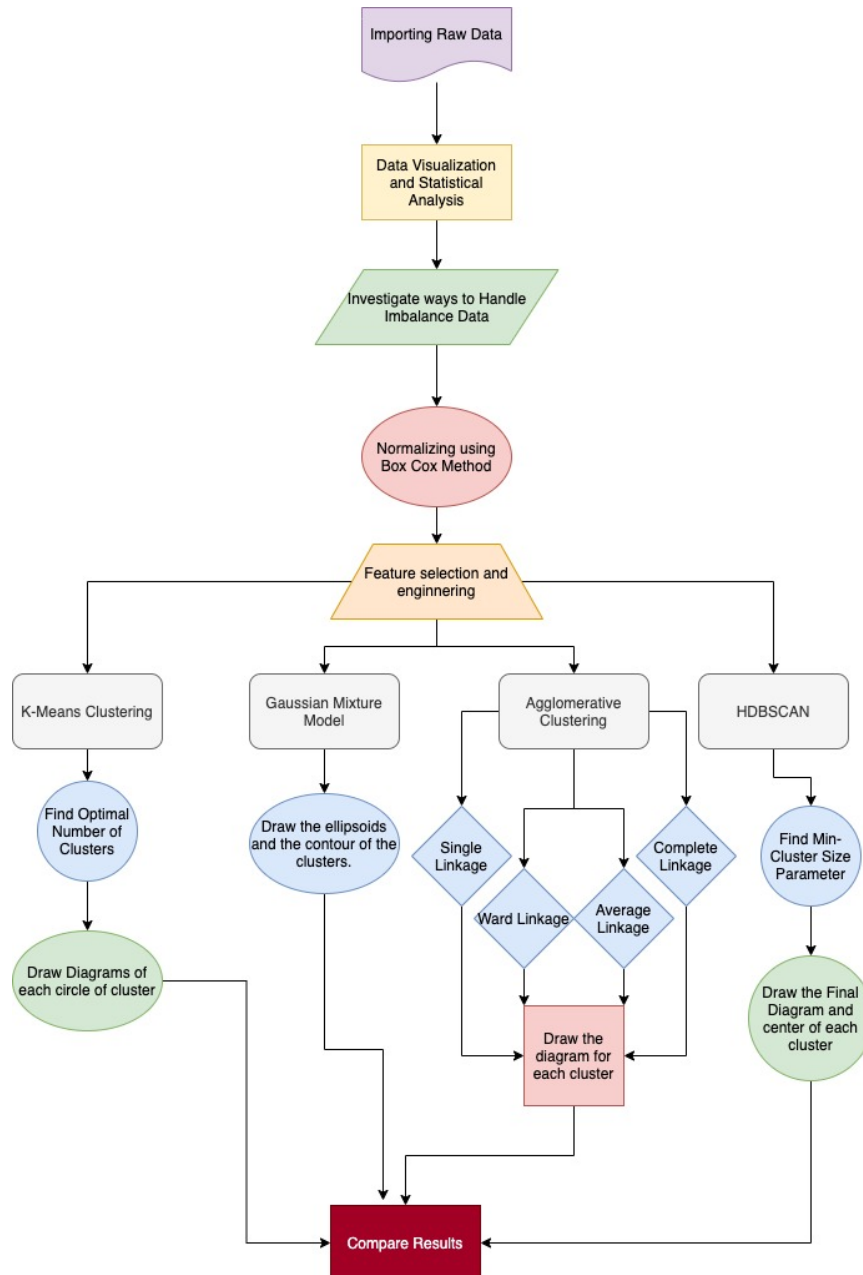 Importing Raw Data
Data Visualization
and Statistical
Analysis
Investigate ways to Handle
Imbalance Data
Normalizing using
Box Cox Method
Feature selection and
enginnering
K-Means Clustering
Gaussian Mixture
Model
Agglomerative
Clustering
HDBSCAN
Find Optimal
Number of
Clusters
Draw the ellipsoids
and the contour of the
clusters.
Single
Linkage
Ward Linkage
Average
Linkage
Complete
Linkage
Find Min-
Cluster Size
Parameter
Draw Diagrams of
each circle of cluster
Draw the
diagram for
each cluster
Draw the Final
Diagram and
center of each
cluster
Compare Results